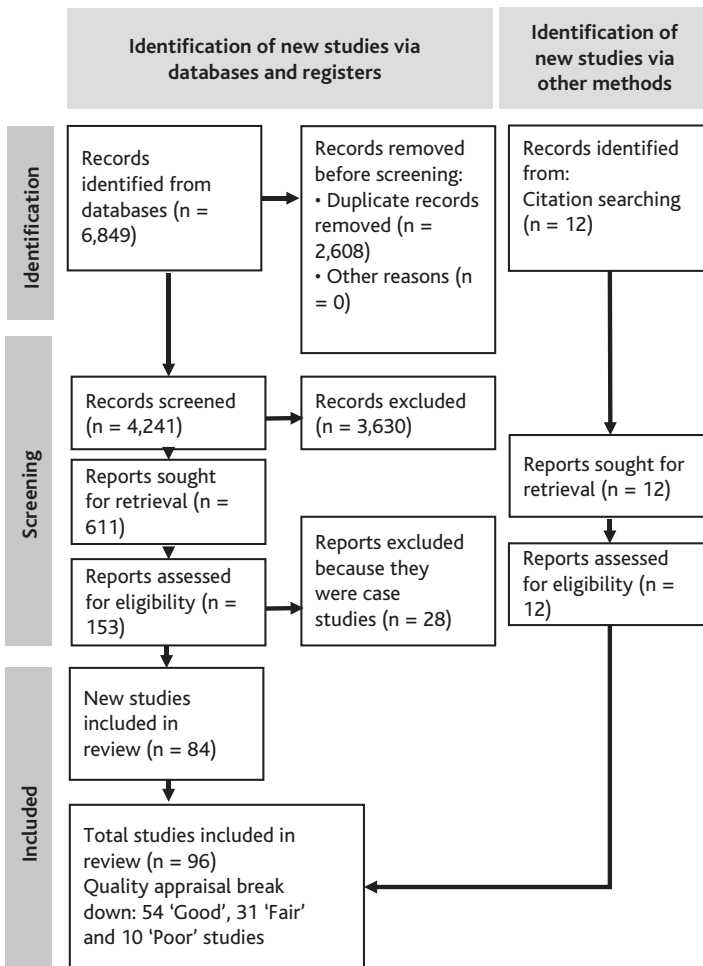 Identification of new studies via
databases and registers
Identification of
new studies via
other methods
Identification
Records
identified from
databases (n =
6,849)
Records removed
before screening:
• Duplicate records
removed (n =
2,608)
• Other reasons (n
= 0)
Records identified
from:
Citation searching
(n = 12)
Screening
Records screened
(n = 4,241)
Records excluded
(n = 3,630)
Reports sought
for retrieval (n =
611)
Reports sought for
retrieval (n = 12)
Reports assessed
for eligibility (n =
153)
Reports excluded
because they
were case
studies (n = 28)
Reports assessed
for eligibility (n =
12)
Included
New studies
included in
review (n = 84)
Total studies included in
review (n = 96)
Quality appraisal break
down: 54 ‘Good’, 31 ‘Fair’
and 10 ‘Poor’ studies